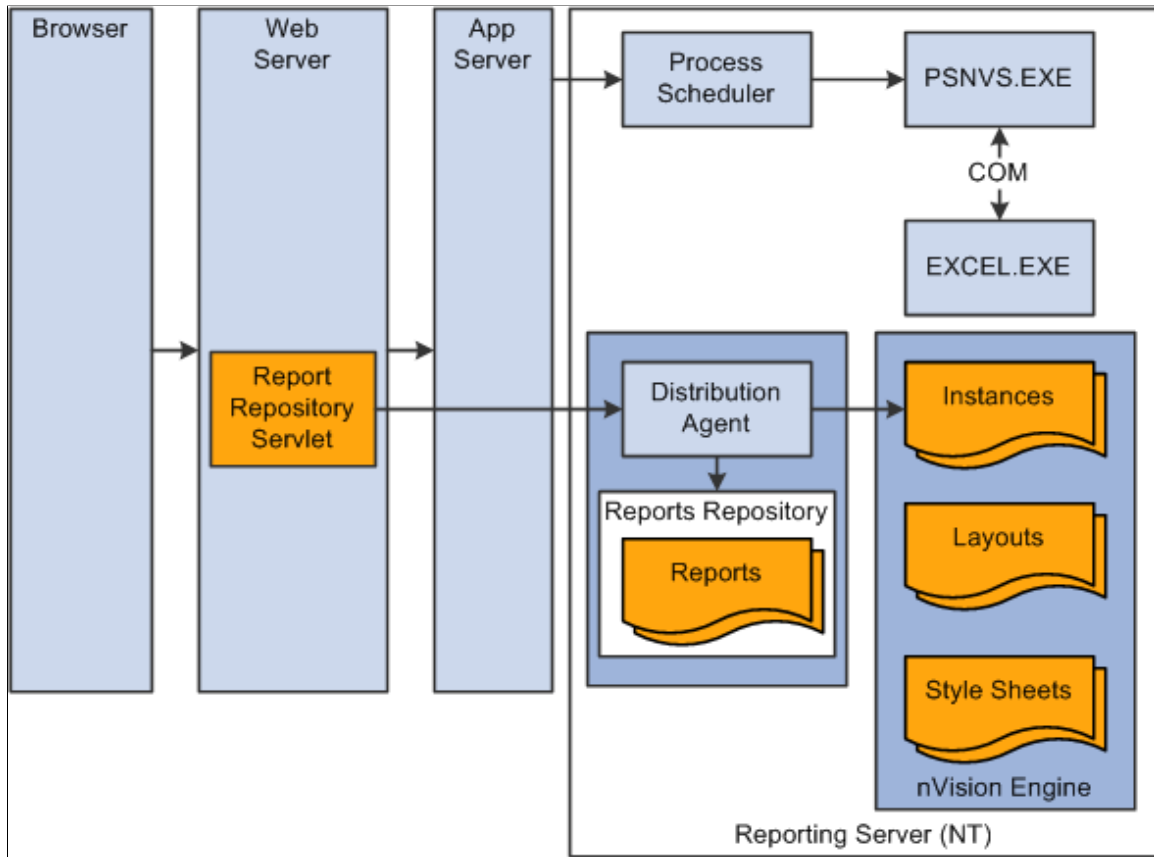 Browser
Web
Server
App
Server
Process
Scheduler
PSNVS.EXE
COM
EXCEL.EXE
Report
Repository
Servlet
Distribution
Agent
Reports Repository
Reports
Instances
Layouts
Style Sheets
nVision Engine
Reporting Server (NT)